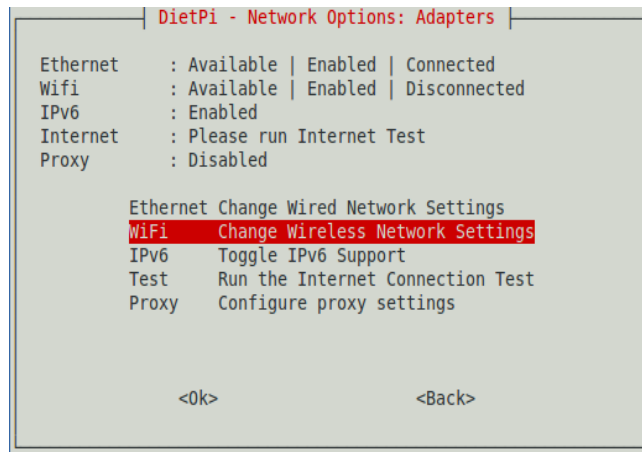 DietPi - Network Options: Adapters
Ethernet : Available | Enabled | Connected
Wifi : Available | Enabled | Disconnected
IPv6 : Enabled
Internet : Please run Internet Test
Proxy : Disabled
Ethernet Change Wired Network Settings
WiFi Change Wireless Network Settings
IPv6 Toggle IPv6 Support
Test Run the Internet Connection Test
Proxy Configure proxy settings
<Ok> <Back>